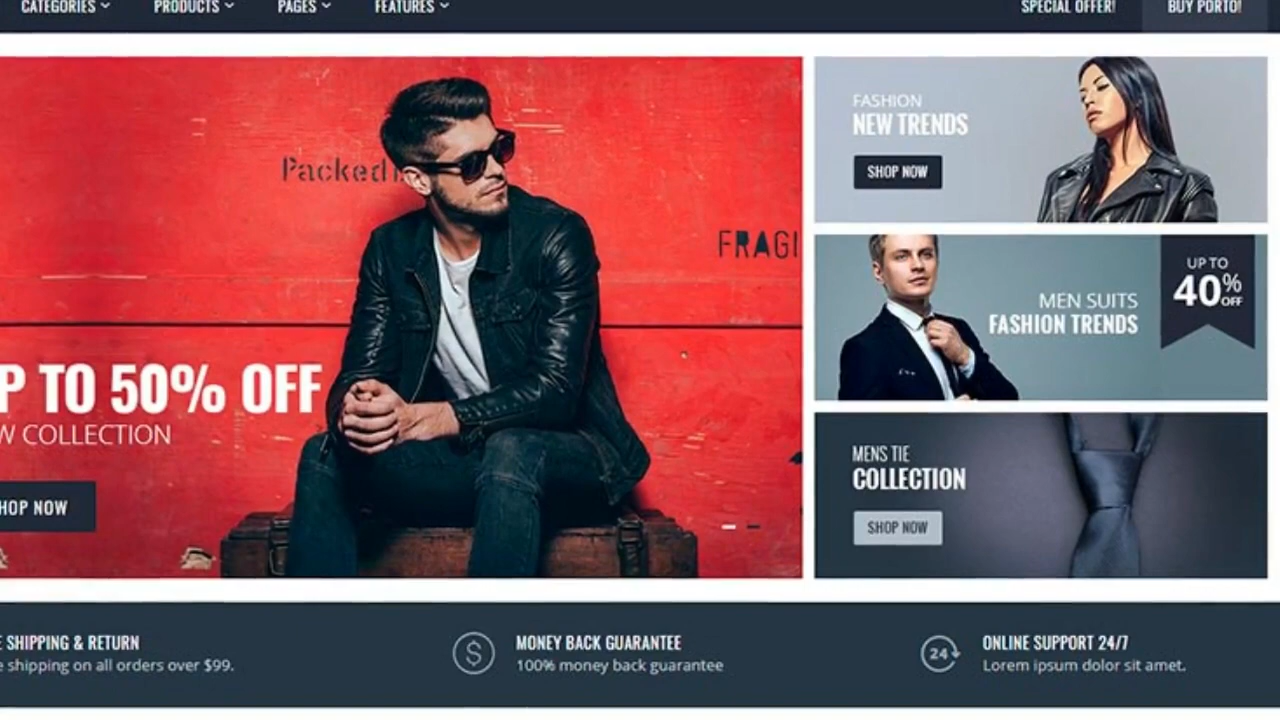 CATEGORIES PRODUCTS PAGES FEATURES SPECIAL OFFER! BUY PORTO!
Packed
FRAGI
P TO 50% OFF
W COLLECTION
HOP NOW
FASHION
NEW TRENDS
SHOP NOW
MEN SUITS
FASHION TRENDS
UP TO
40%
OFF
MENS TIE
COLLECTION
SHOP NOW
E SHIPPING & RETURN
e shipping on all orders over $99.
$
MONEY BACK GUARANTEE
100% money back guarantee
24
ONLINE SUPPORT 24/7
Lorem ipsum dolor sit amet.